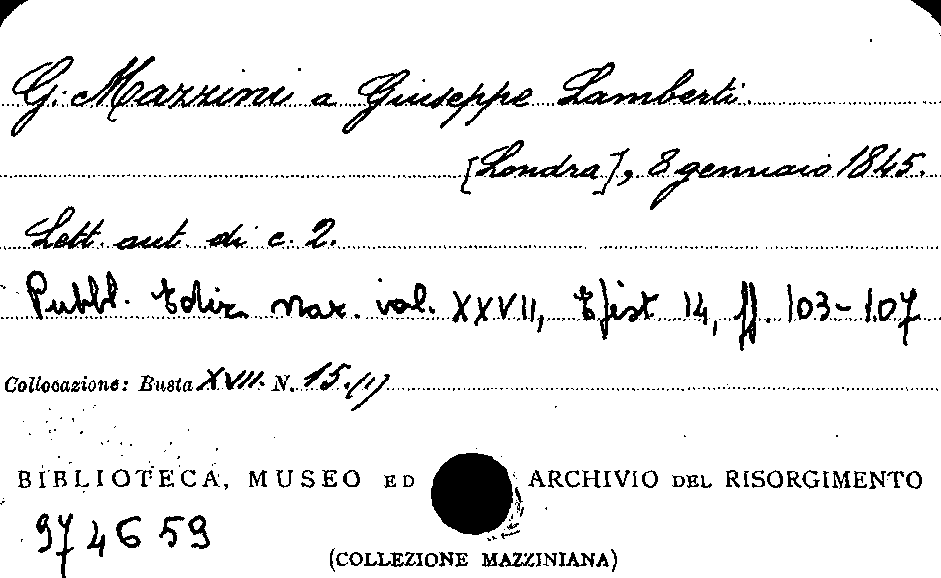 G. Mazzini a Giuseppe Lamberti.
[Londra], 8 gennaio 1845.
Lett. aut. di c. 2.
Pubbl. Ediz. naz. vol. XXVII, Epist 14, pp. 103-107
Collocazione: Busta XVII. N. 15. (1)
BIBLIOTECA, MUSEO ED ARCHIVIO DEL RISORGIMENTO
974659
(COLLEZIONE MAZZINIANA)